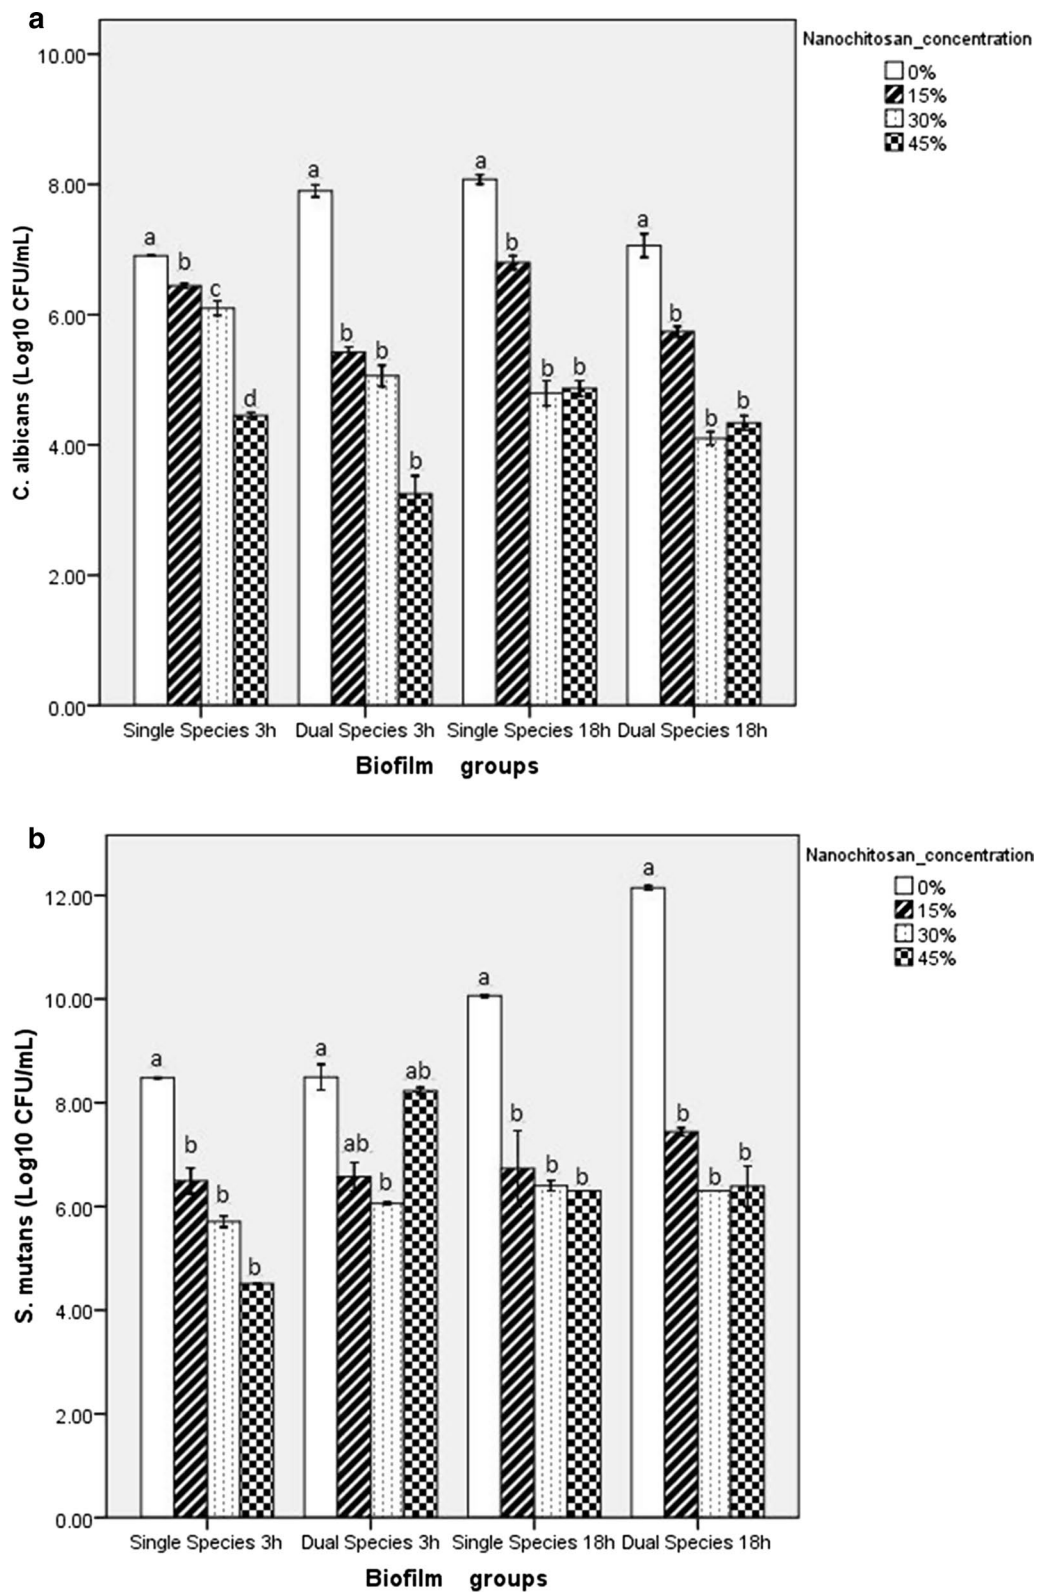 a
Nanochitosan_concentration
0%
15%
30%
45%
10.00
8.00
6.00
4.00
2.00
0.00
C. albicans (Log10 CFU/mL)
a b c d
a b b b
a b b b
a b b b
Single Species 3h Dual Species 3h Single Species 18h Dual Species 18h
Biofilm groups
b
Nanochitosan_concentration
0%
15%
30%
45%
12.00
10.00
8.00
6.00
4.00
2.00
0.00
S. mutans (Log10 CFU/mL)
a b b b
a ab b ab
a b b b
a b b b
Single Species 3h Dual Species 3h Single Species 18h Dual Species 18h
Biofilm groups